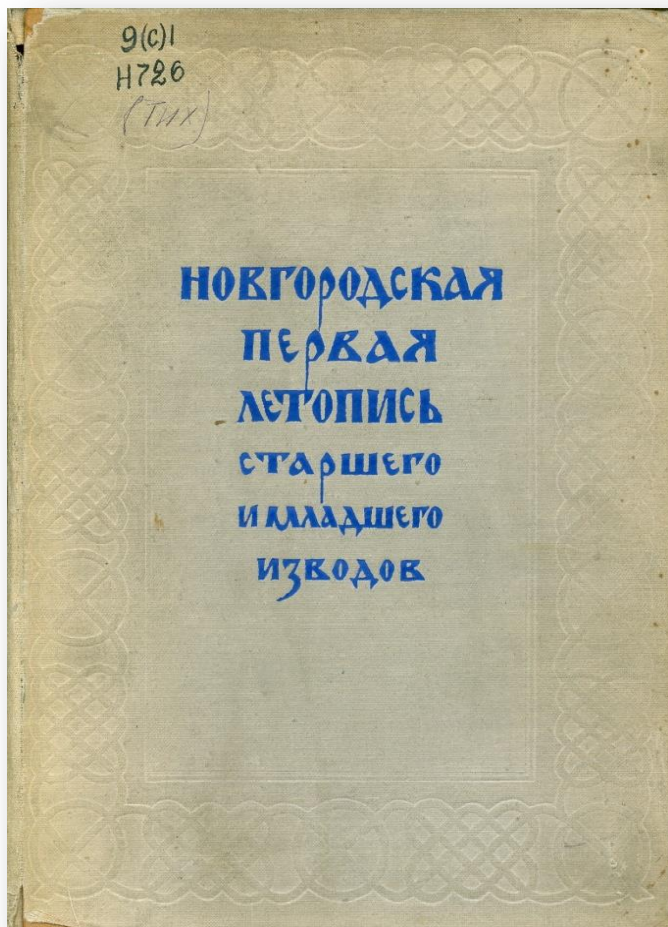 9(с)1
Н726
(Тих)
НОВГОРОДСКАЯ
ПЕРВАЯ
ЛЕТОПИСЬ
СТАРШЕГО
И МЛАДШЕГО
ИЗВОДОВ